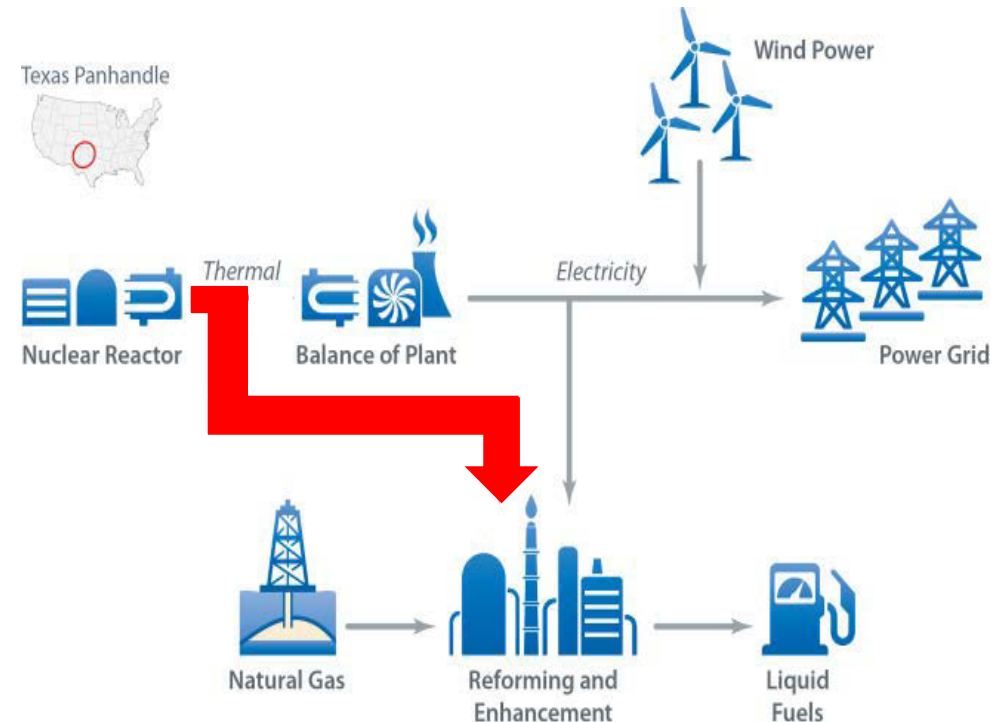 Wind Power
Texas Panhandle
Thermal
Electricity
Nuclear Reactor
Balance of Plant
Power Grid
Natural Gas
Reforming and
Enhancement
Liquid
Fuels